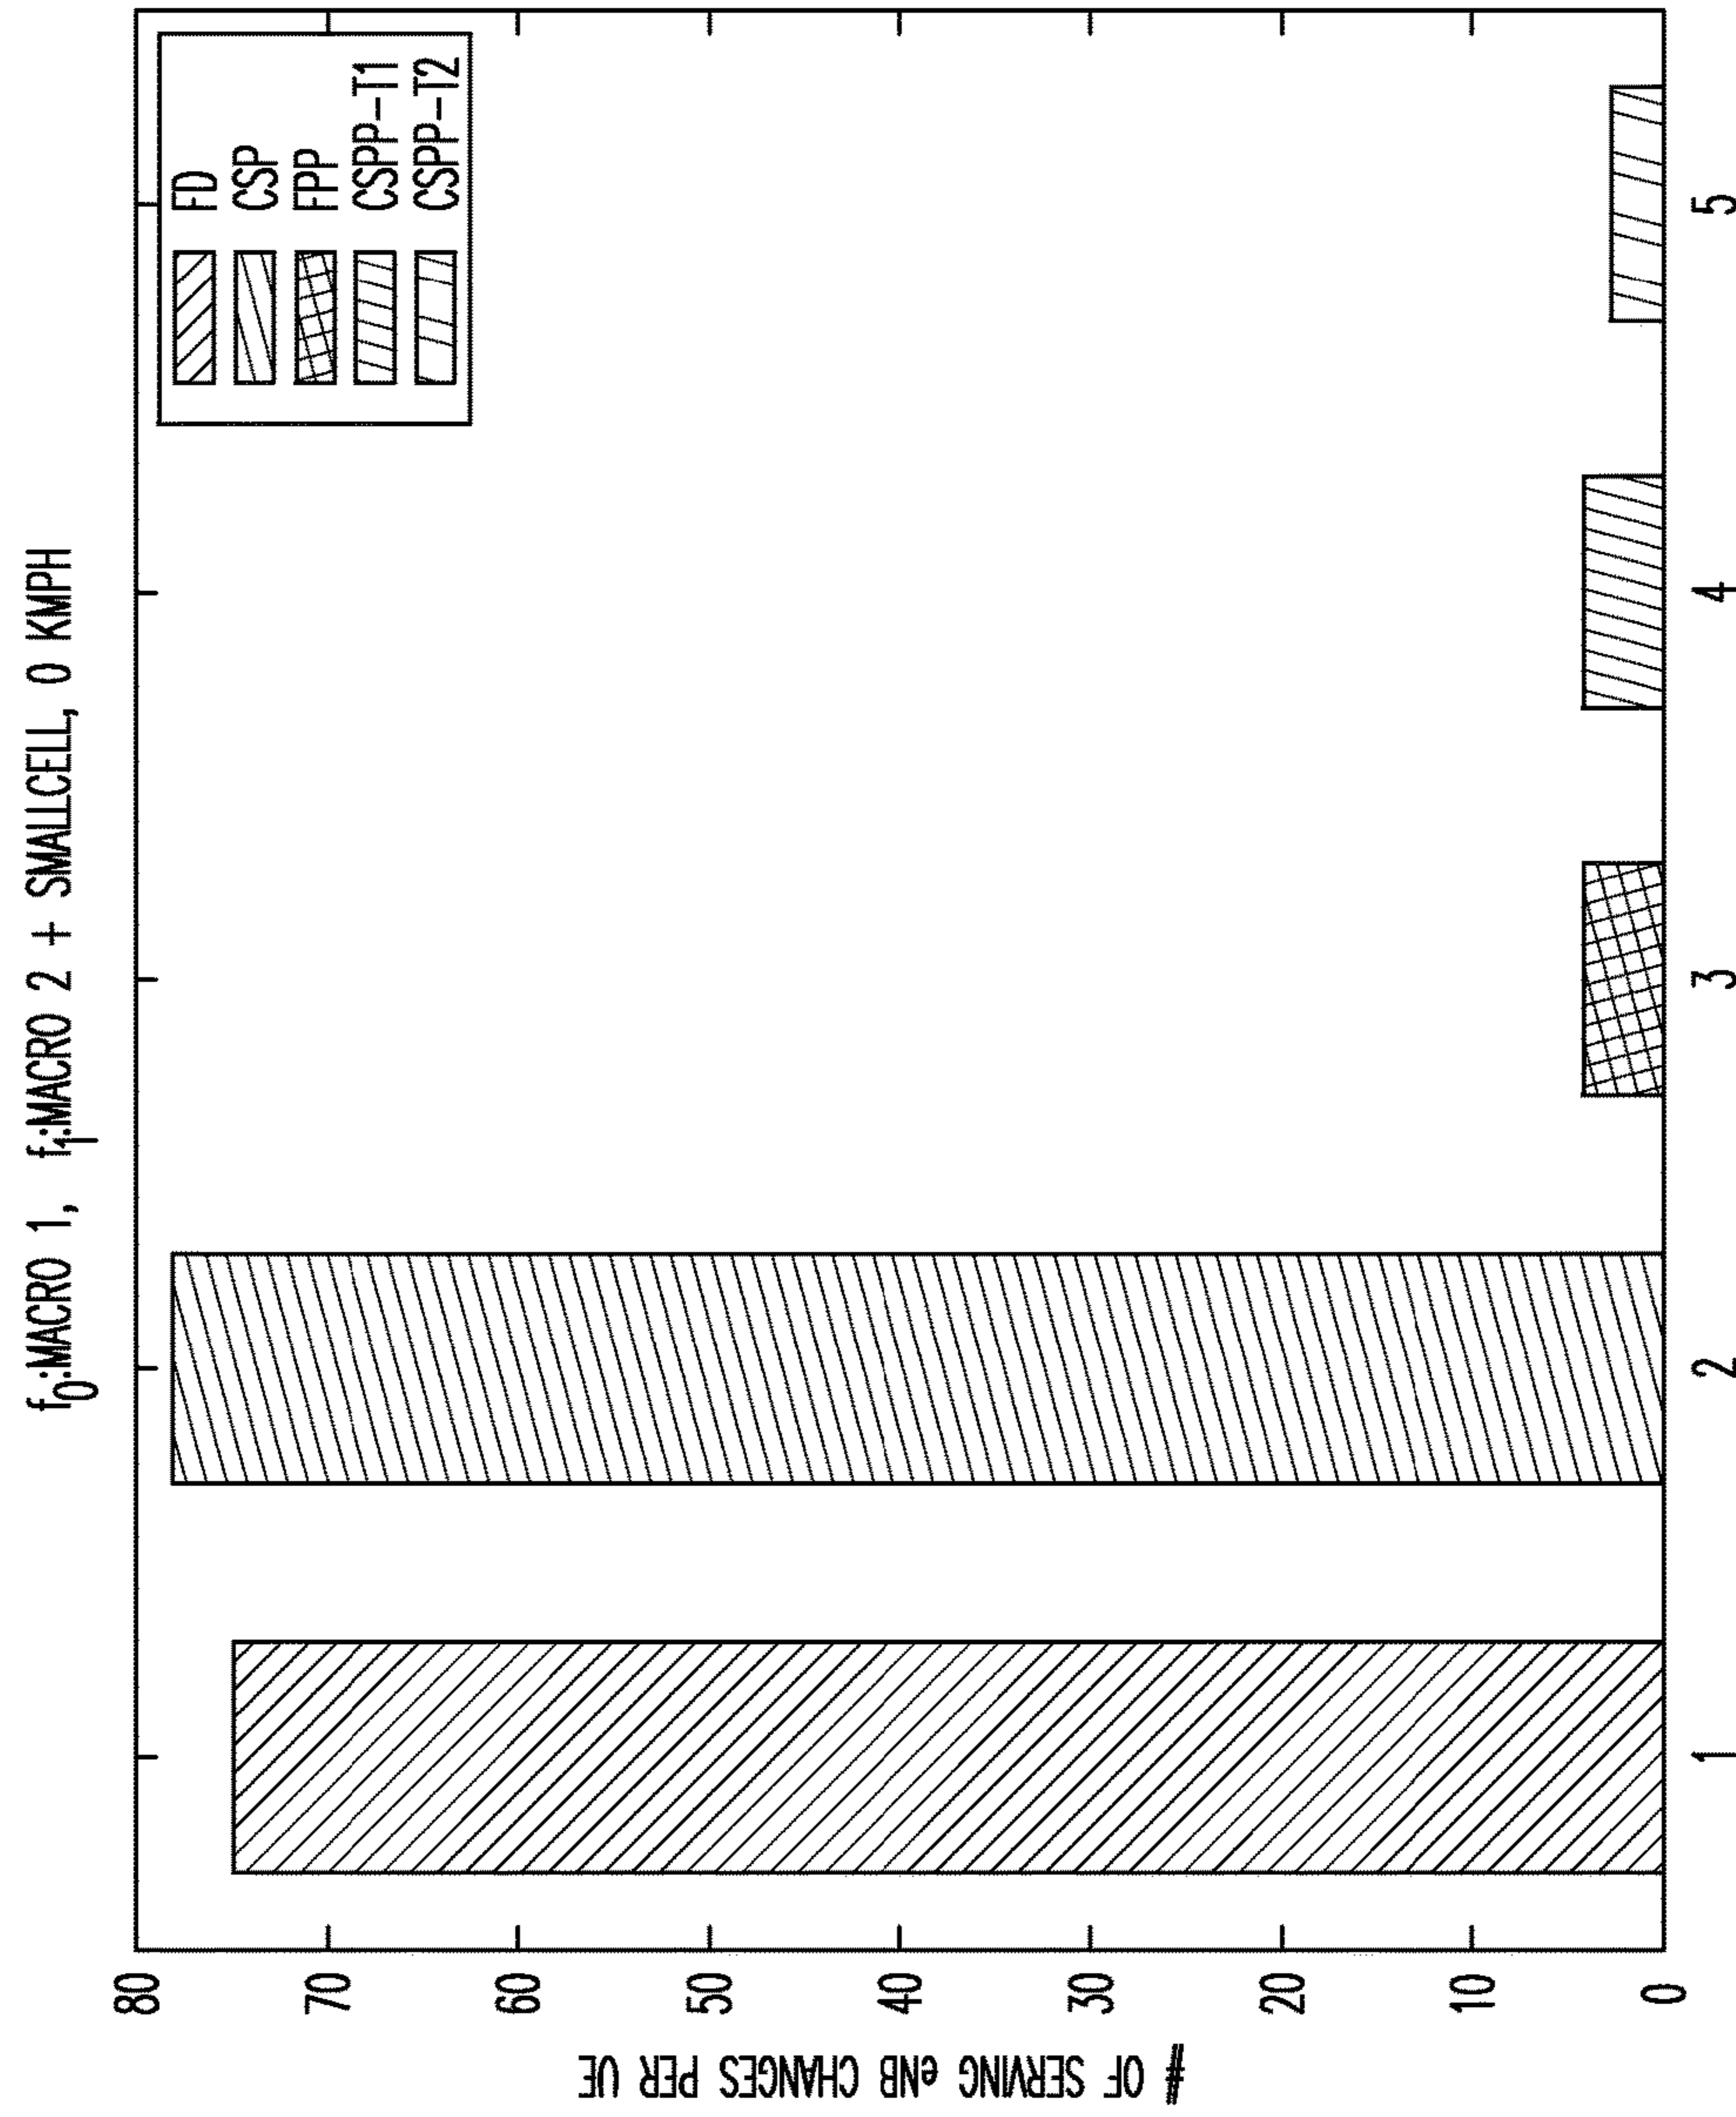 f0:MACRO 1, f1:MACRO 2 + SMALLCELL, 0 KMPH
# OF SERVING eNB CHANGES PER UE
80
70
60
50
40
30
20
10
0
FD
CSP
FPP
CSPP-T1
CSPP-T2
1 2 3 4 5